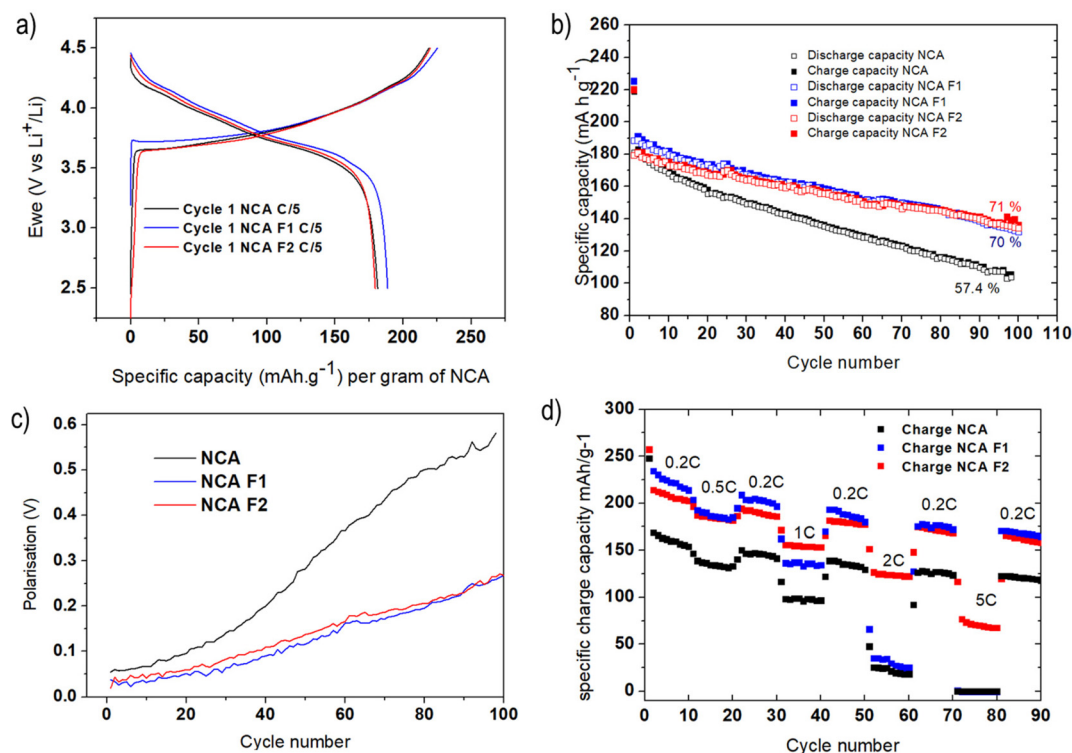 a)
4.5
4.0
3.5
3.0
2.5
Ewe (V vs Li⁺/Li)
Cycle 1 NCA C/5
Cycle 1 NCA F1 C/5
Cycle 1 NCA F2 C/5
0 50 100 150 200 250
Specific capacity (mAh.g⁻¹) per gram of NCA
b)
260
240
220
200
180
160
140
120
100
80
Specific capacity (mA h g⁻¹)
Discharge capacity NCA
Charge capacity NCA
Discharge capacity NCA F1
Charge capacity NCA F1
Discharge capacity NCA F2
Charge capacity NCA F2
71 %
70 %
57.4 %
0 10 20 30 40 50 60 70 80 90 100 110
Cycle number
c)
0.6
0.5
0.4
0.3
0.2
0.1
0.0
Polarisation (V)
NCA
NCA F1
NCA F2
0 20 40 60 80 100
Cycle number
d)
300
250
200
150
100
50
0
specific charge capacity mAh/g-1
Charge NCA
Charge NCA F1
Charge NCA F2
0.2C
0.5C
0.2C
1C
0.2C
2C
0.2C
5C
0.2C
0 10 20 30 40 50 60 70 80 90
Cycle number